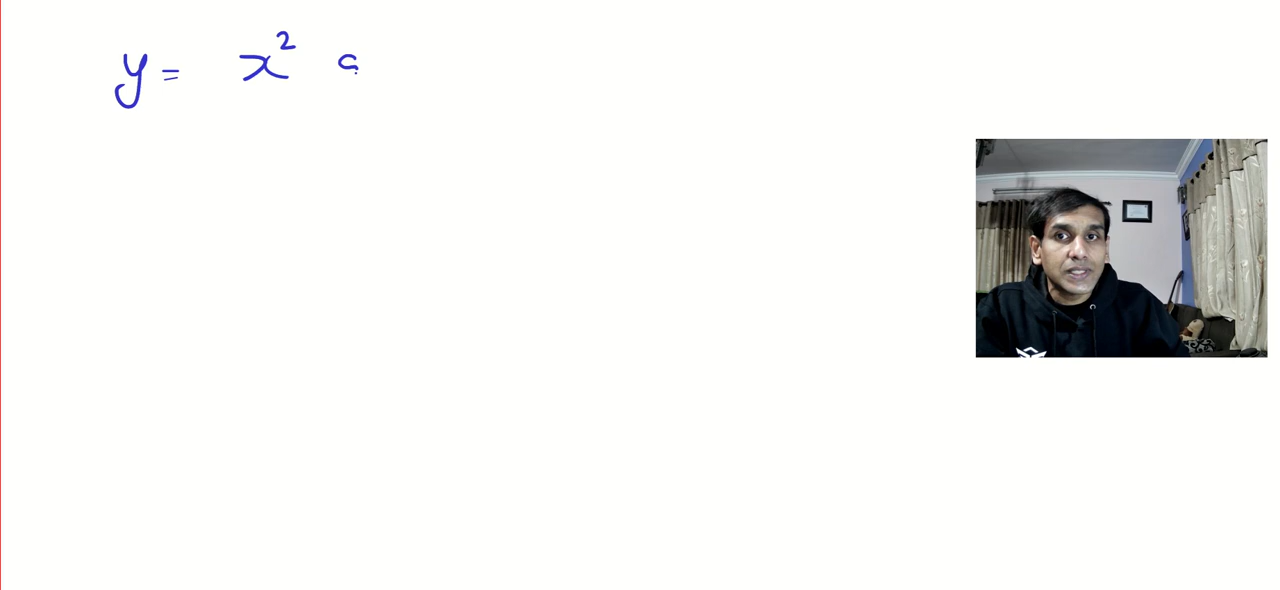 y = x²